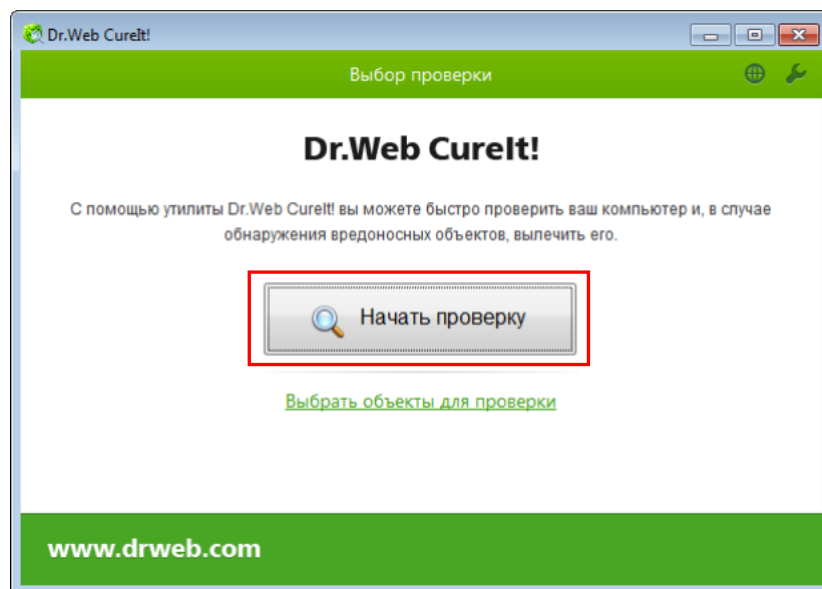 Dr.Web CureIt!
Выбор проверки
Dr.Web CureIt!
С помощью утилиты Dr.Web CureIt! вы можете быстро проверить ваш компьютер и, в случае
обнаружения вредоносных объектов, вылечить его.
Начать проверку
Выбрать объекты для проверки
www.drweb.com